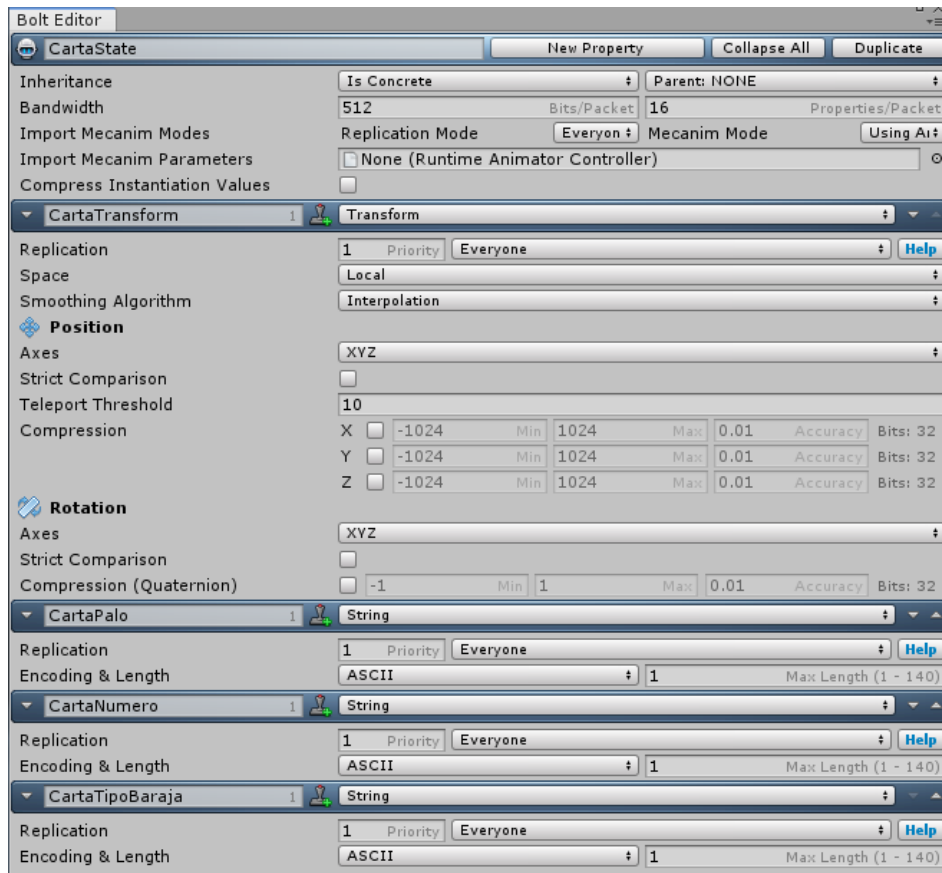 Bolt Editor
CartaState New Property Collapse All Duplicate
Inheritance Is Concrete Parent: NONE
Bandwidth 512 Bits/Packet 16 Properties/Packet
Import Mecanim Modes Replication Mode Everyon Mecanim Mode Using
Import Mecanim Parameters None (Runtime Animator Controller)
Compress Instantiation Values
CartaTransform 1 Transform
Replication 1 Priority Everyone Help
Space Local
Smoothing Algorithm Interpolation
Position
Axes XYZ
Strict Comparison
Teleport Threshold 10
Compression X -1024 Min 1024 Max 0.01 Accuracy Bits: 32
Y -1024 Min 1024 Max 0.01 Accuracy Bits: 32
Z -1024 Min 1024 Max 0.01 Accuracy Bits: 32
Rotation
Axes XYZ
Strict Comparison
Compression (Quaternion) -1 Min 1 Max 0.01 Accuracy Bits: 32
CartaPalo 1 String
Replication 1 Priority Everyone Help
Encoding & Length ASCII 1 Max Length (1 - 140)
CartaNumero 1 String
Replication 1 Priority Everyone Help
Encoding & Length ASCII 1 Max Length (1 - 140)
CartaTipoBaraja 1 String
Replication 1 Priority Everyone Help
Encoding & Length ASCII 1 Max Length (1 - 140)